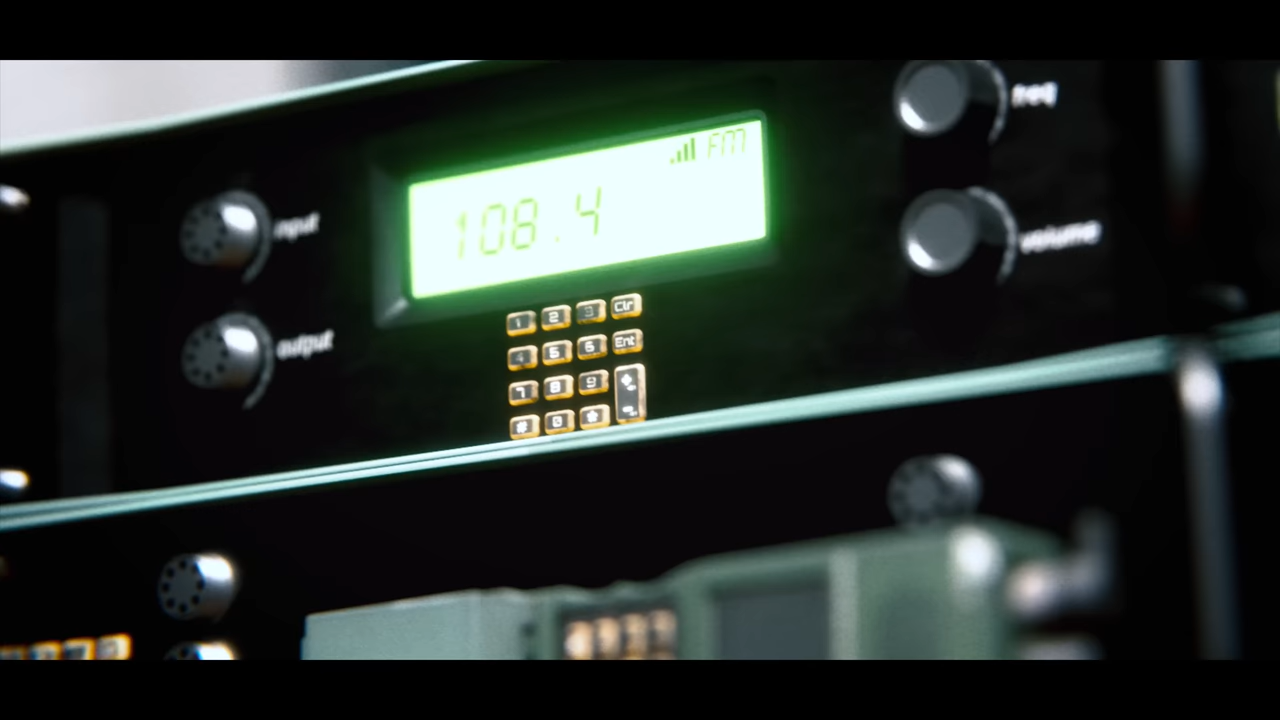 freq
FM
108.4
input
volume
output
1 2 3 Clr
4 5 6 Ent
7 8 9 +
# 0 * -